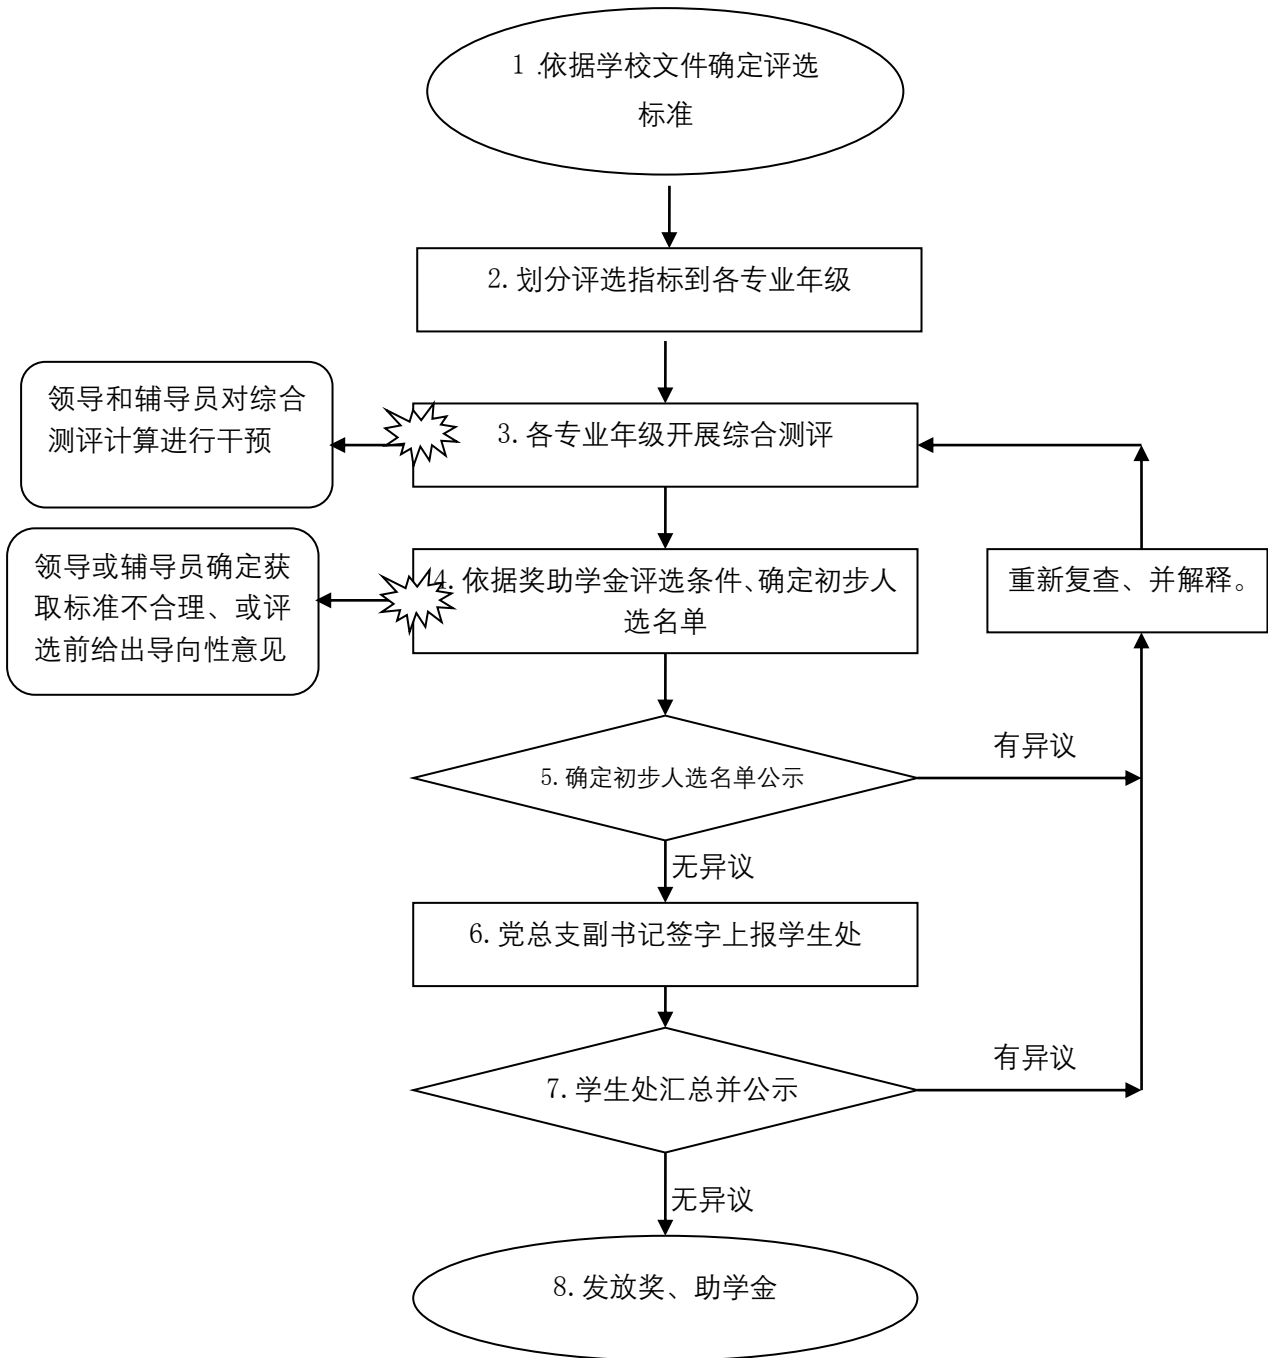 1 .依据学校文件确定评选
标准
2. 划分评选指标到各专业年级
领导和辅导员对综合
测评计算进行干预
3. 各专业年级开展综合测评
领导或辅导员确定获
取标准不合理、或评
选前给出导向性意见
4. 依据奖助学金评选条件、确定初步人
选名单
重新复查、并解释。
5. 确定初步人选名单公示
有异议
无异议
6. 党总支副书记签字上报学生处
7. 学生处汇总并公示
有异议
无异议
8. 发放奖、助学金